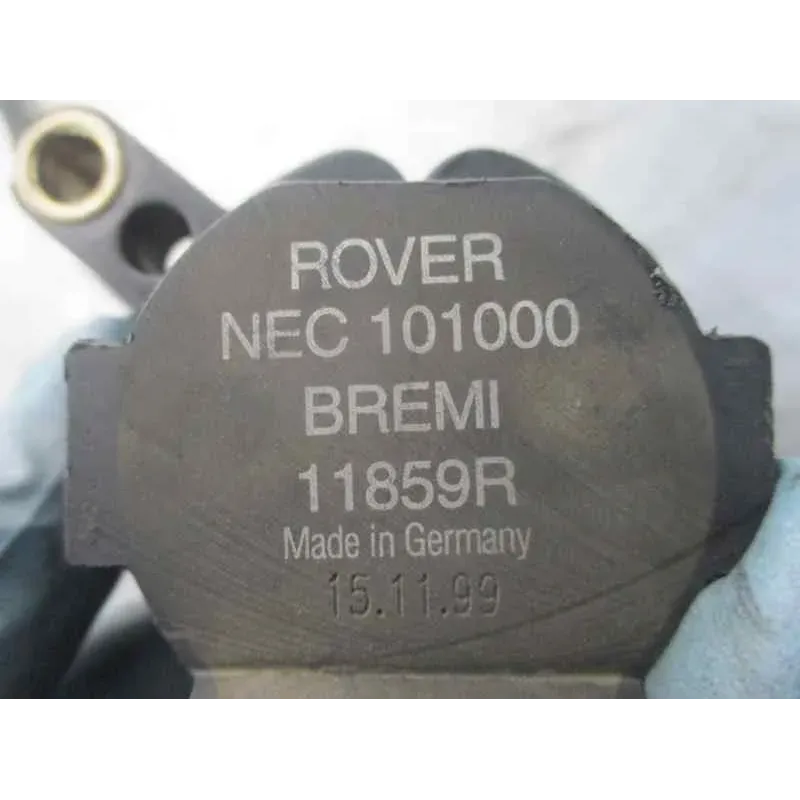 ROVER
NEC 101000
BREMI
11859R
Made in Germany
15.11.99